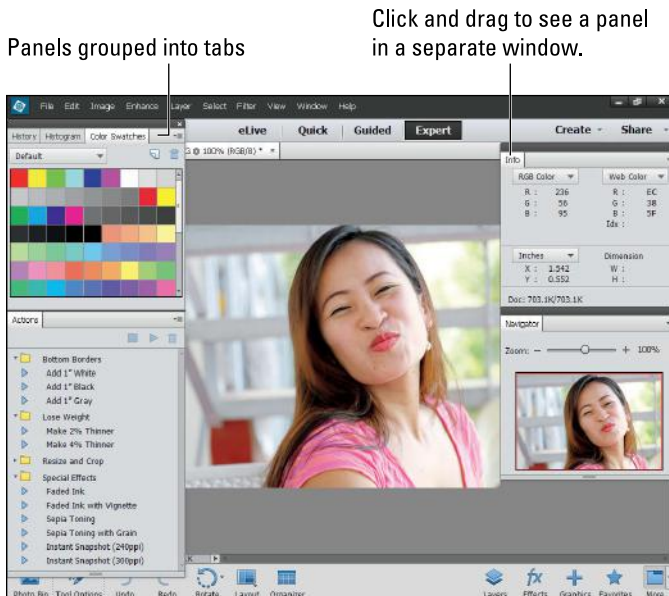 Click and drag to see a panel
Panels grouped into tabs
in a separate window.
File Edit Image Enhance Layer Select Filter View Window Help
eLive Quick Guided Expert
Create Share
History Histogram Color Swatches
G @ 100% (RGB/8) *
Default
Info
RGB Color Web Color
R : 236 R : EC
G : 56 G : 38
B : 95 B : 5F
Idx :
Inches Dimension
X : 1.542 W :
Y : 0.552 H :
Doc: 703.1K/703.1K
Actions
Navigator
Zoom: 100%
Bottom Borders
Add 1" White
Add 1" Black
Add 1" Gray
Lose Weight
Make 2% Thinner
Make 4% Thinner
Resize and Crop
Special Effects
Faded Ink
Faded Ink with Vignette
Sepia Toning
Sepia Toning with Grain
Instant Snapshot (240ppi)
Instant Snapshot (300ppi)
Photo Bin Tool Options Undo Redo Rotate Layout Organizer
Layers fx Effects Graphics Favorites More